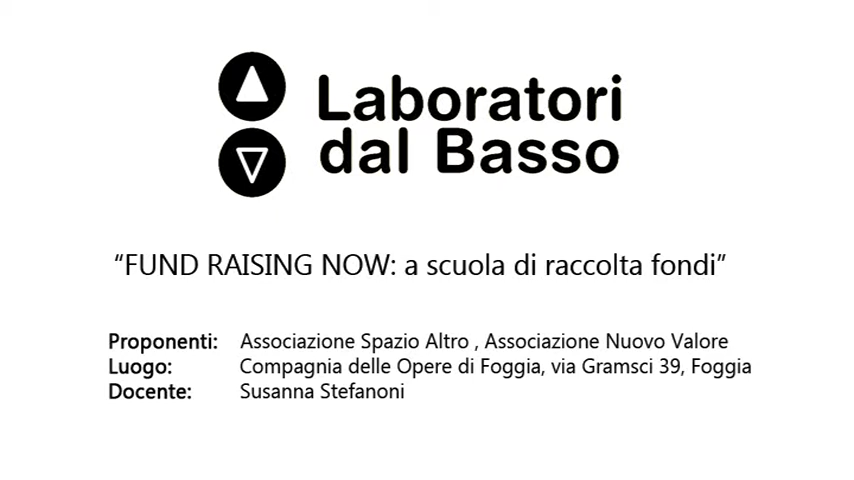 Laboratori
dal Basso
“FUND RAISING NOW: a scuola di raccolta fondi”
Proponenti: Associazione Spazio Altro , Associazione Nuovo Valore
Luogo: Compagnia delle Opere di Foggia, via Gramsci 39, Foggia
Docente: Susanna Stefanoni